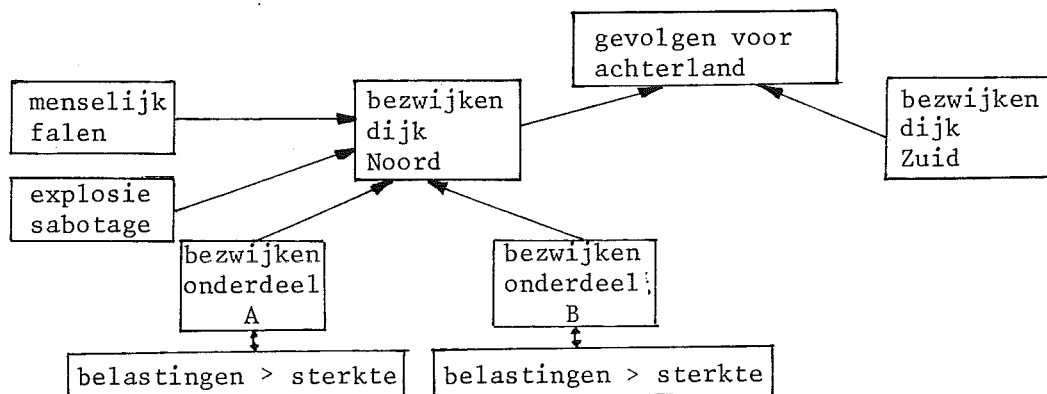 gevolgen voor
achterland
menselijk
falen
bezwijken
dijk
Noord
bezwijken
dijk
Zuid
explosie
sabotage
bezwijken
onderdeel
A
bezwijken
onderdeel
B
belastingen > sterkte
belastingen > sterkte